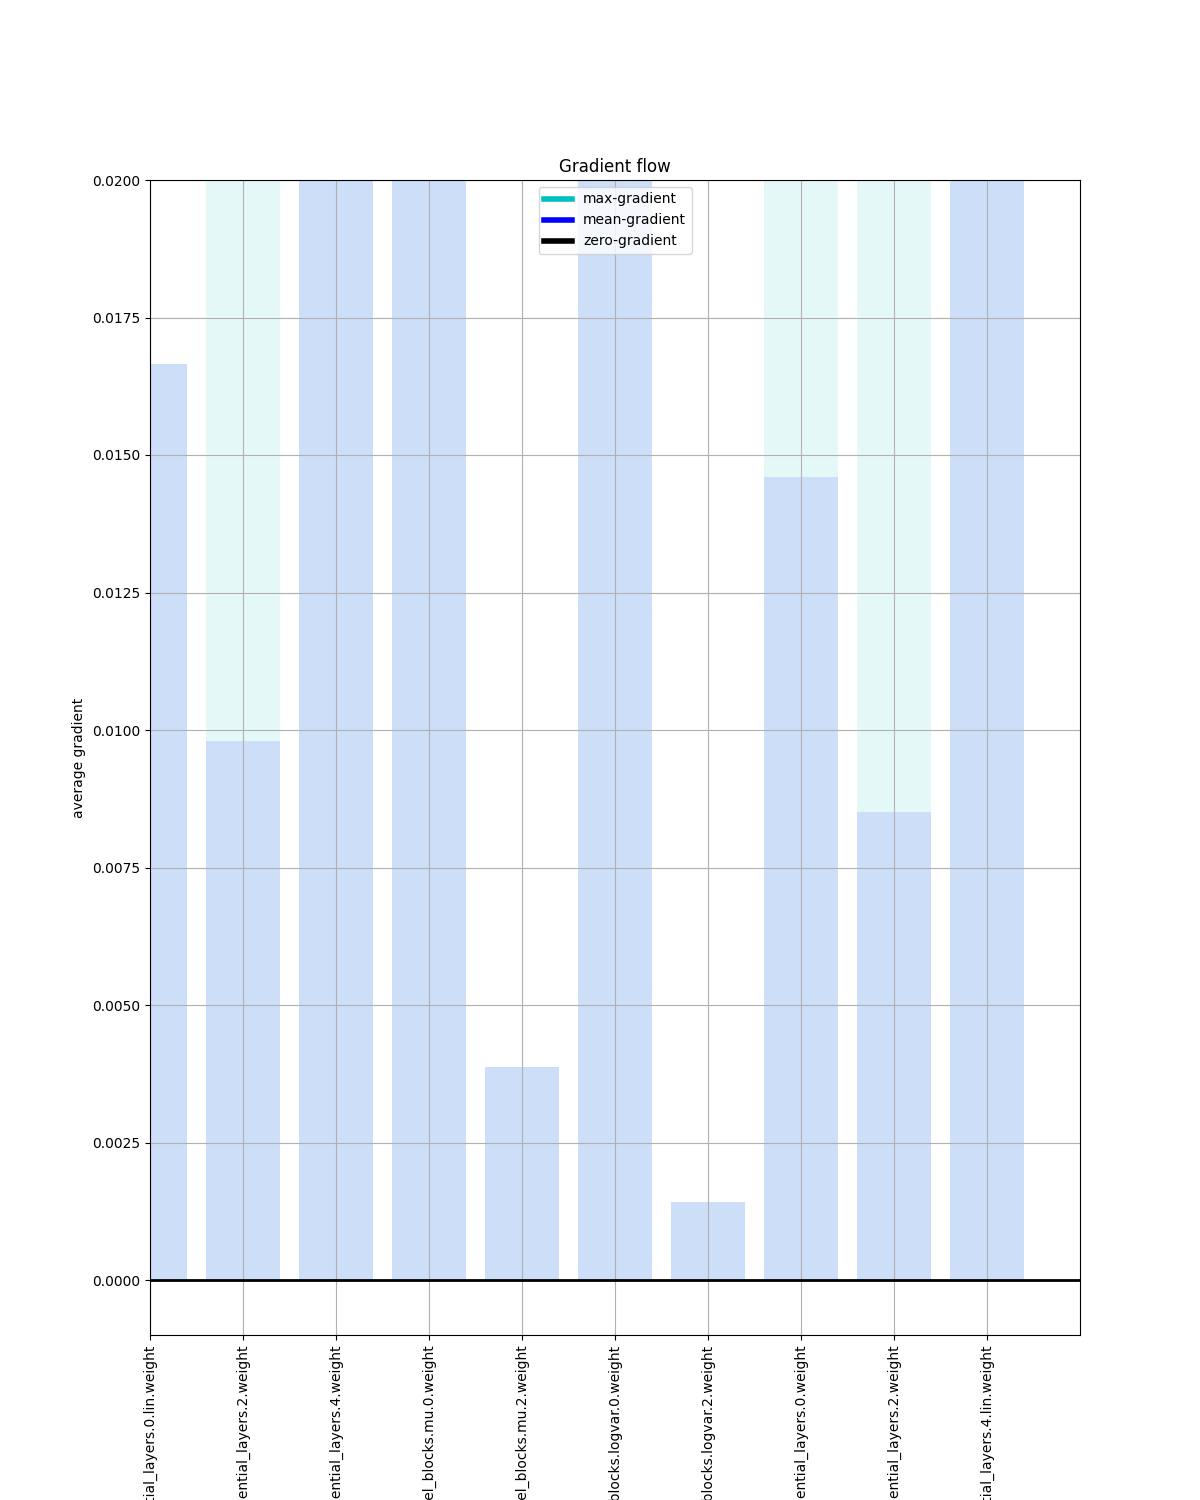 Gradient flow
max-gradient
mean-gradient
zero-gradient
0.0200
0.0175
0.0150
0.0125
0.0100
0.0075
0.0050
0.0025
0.0000
average gradient
tial_layers.0.lin.weight
ential_layers.2.weight
ential_layers.4.weight
el_blocks.mu.0.weight
el_blocks.mu.2.weight
blocks.logvar.0.weight
blocks.logvar.2.weight
ential_layers.0.weight
ential_layers.2.weight
tial_layers.4.lin.weight